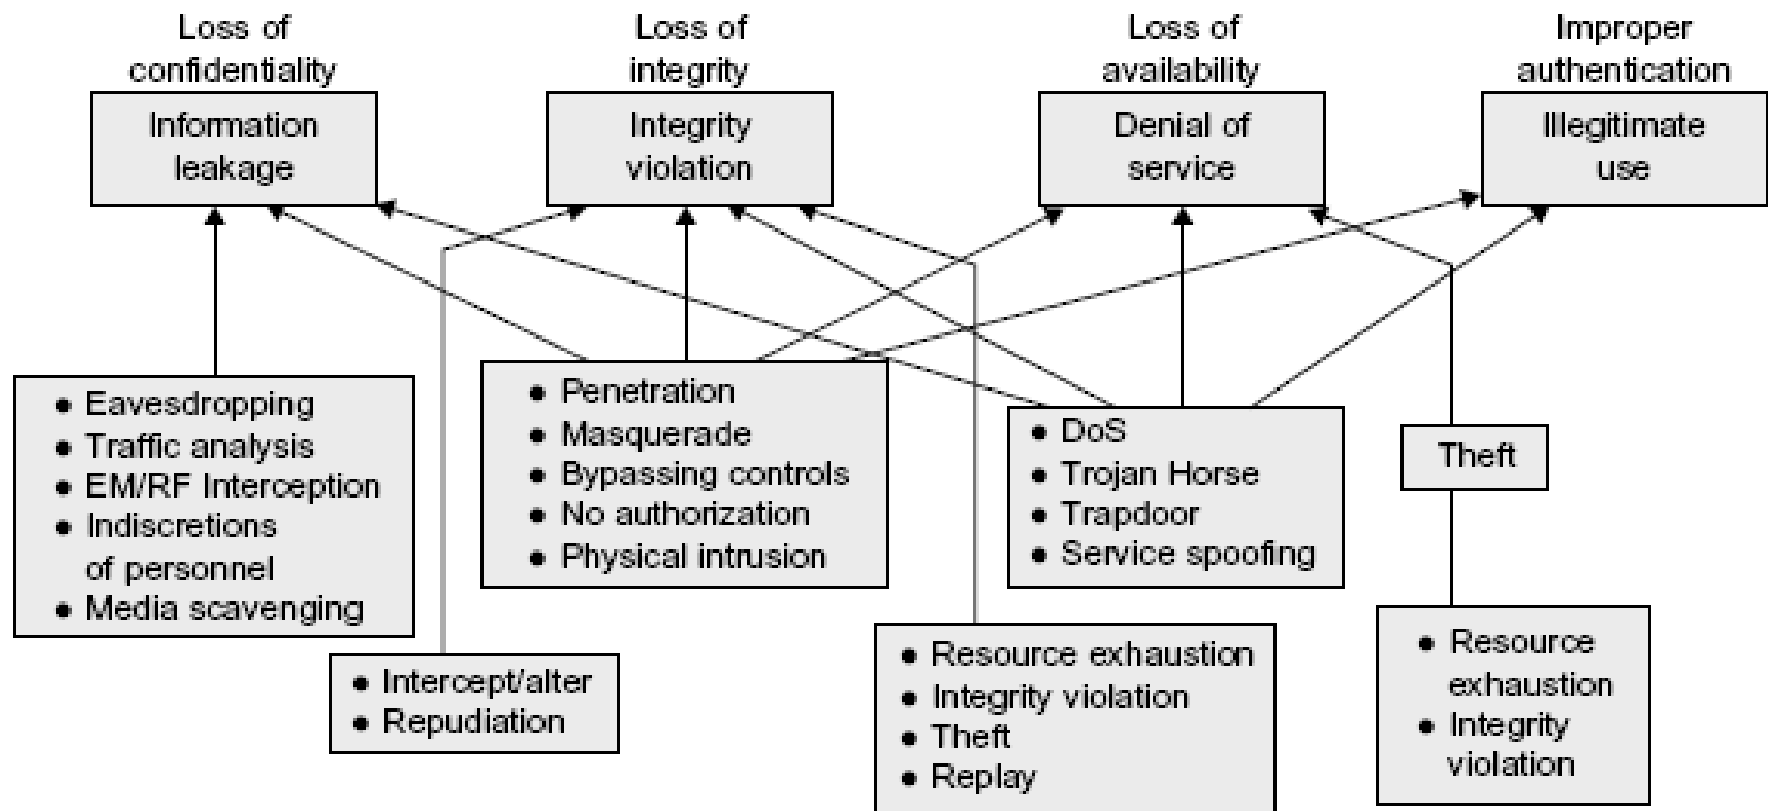 Loss of
confidentiality
Loss of
integrity
Loss of
availability
Improper
authentication
Information
leakage
Integrity
violation
Denial of
service
Illegitimate
use
● Eavesdropping
● Traffic analysis
● EM/RF Interception
● Indiscretions
of personnel
● Media scavenging
● Penetration
● Masquerade
● Bypassing controls
● No authorization
● Physical intrusion
● DoS
● Trojan Horse
● Trapdoor
● Service spoofing
Theft
● Intercept/alter
● Repudiation
● Resource exhaustion
● Integrity violation
● Theft
● Replay
● Resource
exhaustion
● Integrity
violation